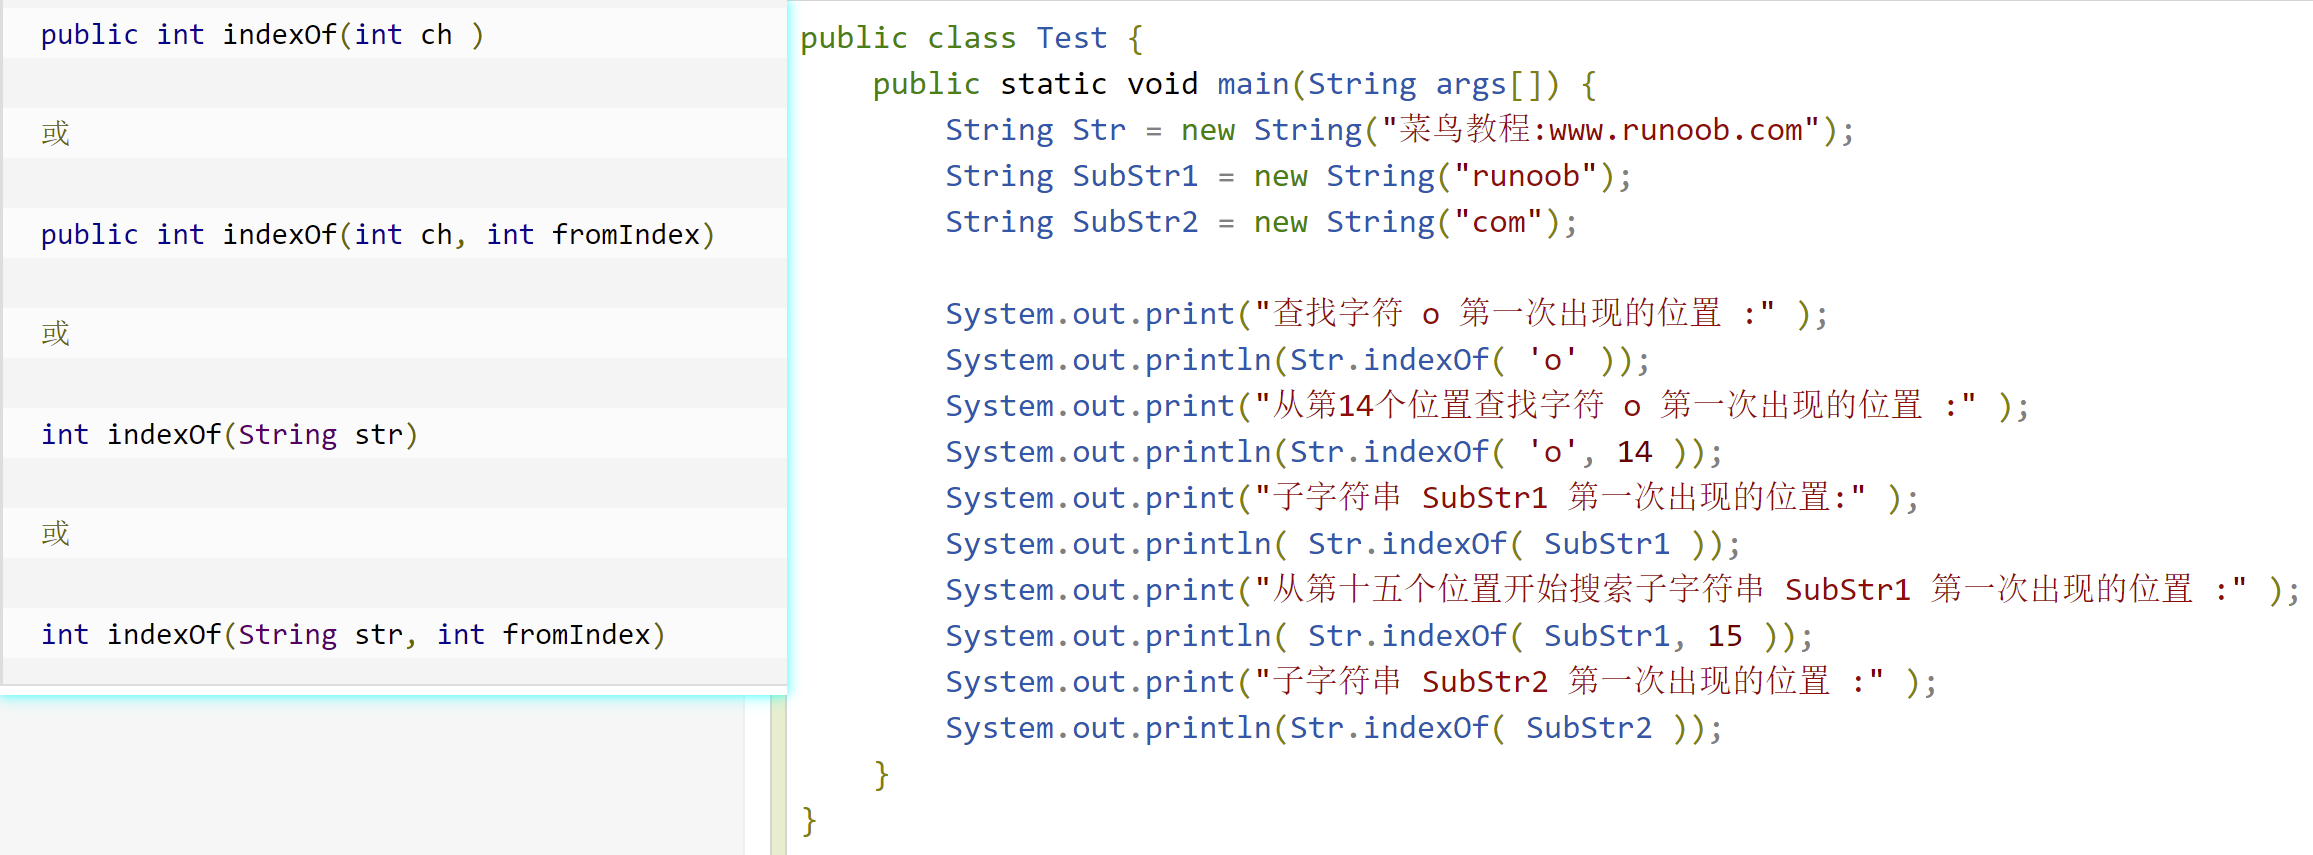 public int indexOf(int ch )
或
public int indexOf(int ch, int fromIndex)
或
int indexOf(String str)
或
int indexOf(String str, int fromIndex)
public class Test {
    public static void main(String args[]) {
        String Str = new String("菜鸟教程:www.runoob.com");
        String SubStr1 = new String("runoob");
        String SubStr2 = new String("com");
        System.out.print("查找字符 o 第一次出现的位置 :" );
        System.out.println(Str.indexOf( 'o' ));
        System.out.print("从第14个位置查找字符 o 第一次出现的位置 :" );
        System.out.println(Str.indexOf( 'o', 14 ));
        System.out.print("子字符串 SubStr1 第一次出现的位置:" );
        System.out.println( Str.indexOf( SubStr1 ));
        System.out.print("从第十五个位置开始搜索子字符串 SubStr1 第一次出现的位置 :" );
        System.out.println( Str.indexOf( SubStr1, 15 ));
        System.out.print("子字符串 SubStr2 第一次出现的位置 :" );
        System.out.println(Str.indexOf( SubStr2 ));
    }
}